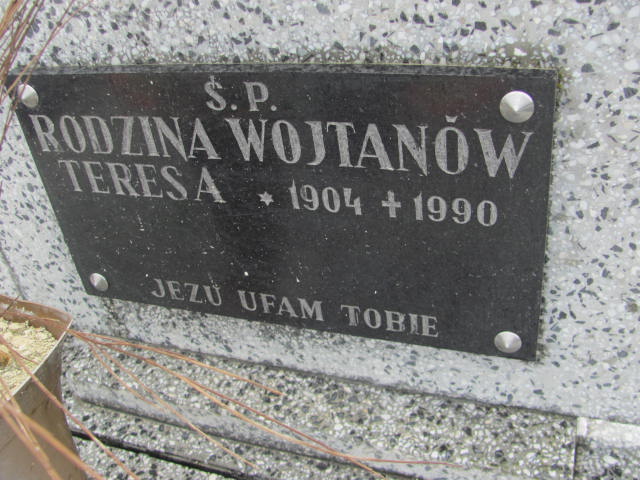 Ś.P.
RODZINA WOJTANÓW
TERESA * 1904 ✝ 1990
JEZU UFAM TOBIE